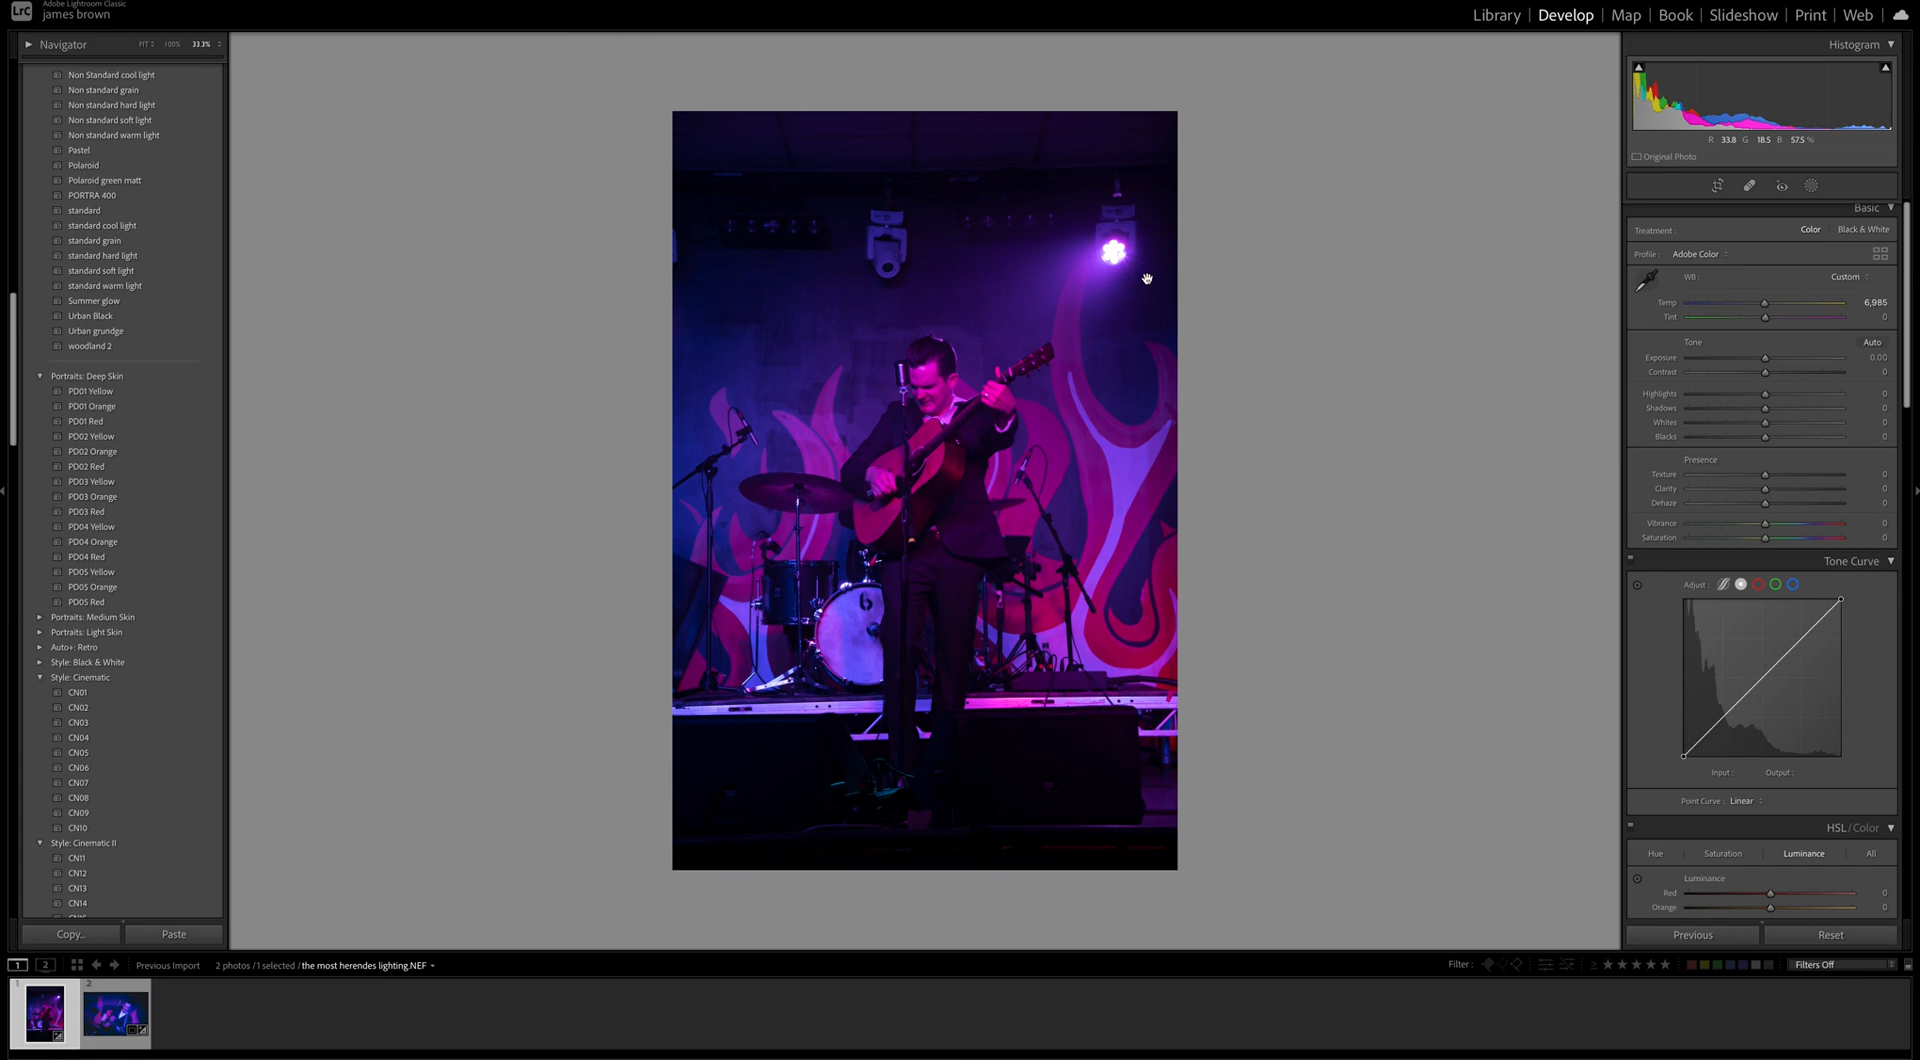 LrC
Adobe Lightroom Classic
james brown
Library | Develop | Map | Book | Slideshow | Print | Web
Navigator FIT 100% 33.3%
Non Standard cool light
Non standard grain
Non standard hard light
Non standard soft light
Non standard warm light
Pastel
Polaroid
Polaroid green matt
PORTRA 400
standard
standard cool light
standard grain
standard hard light
standard soft light
standard warm light
Summer glow
Urban Black
Urban grundge
woodland 2
Portraits: Deep Skin
PD01 Yellow
PD01 Orange
PD01 Red
PD02 Yellow
PD02 Orange
PD02 Red
PD03 Yellow
PD03 Orange
PD03 Red
PD04 Yellow
PD04 Orange
PD04 Red
PD05 Yellow
PD05 Orange
PD05 Red
Portraits: Medium Skin
Portraits: Light Skin
Auto+: Retro
Style: Black & White
Style: Cinematic
CN01
CN02
CN03
CN04
CN05
CN06
CN07
CN08
CN09
CN10
Style: Cinematic II
CN11
CN12
CN13
CN14
Copy... Paste
6
Histogram
R 33.8 G 18.5 B 57.5 %
Original Photo
Basic
Treatment : Color Black & White
Profile : Adobe Color
WB : Custom
Temp 6,985
Tint 0
Tone Auto
Exposure 0.00
Contrast 0
Highlights 0
Shadows 0
Whites 0
Blacks 0
Presence
Texture 0
Clarity 0
Dehaze 0
Vibrance 0
Saturation 0
Tone Curve
Adjust :
Input : Output :
Point Curve : Linear
HSL/Color
Hue Saturation Luminance All
Luminance
Red 0
Orange 0
Previous Reset
1 2 Previous Import 2 photos /1 selected /the most herendes lighting.NEF
Filter : ≥ ★★★★★ Filters Off
1 2